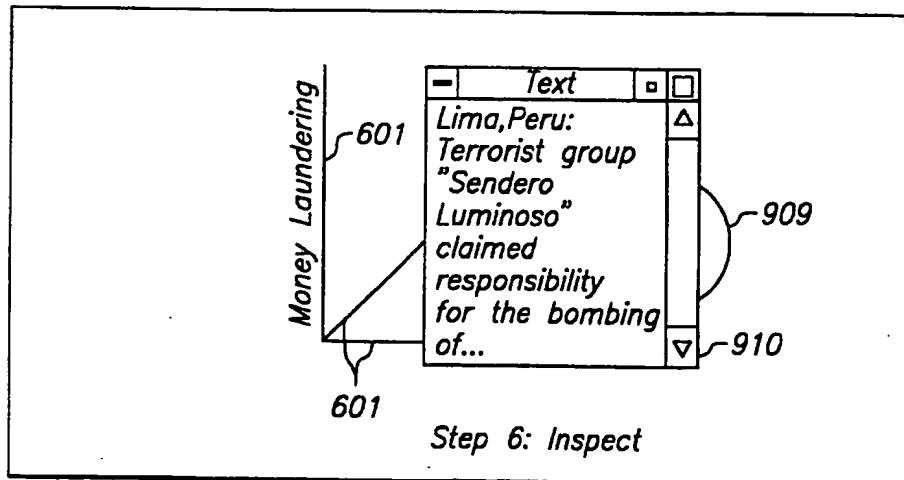 Text
Money Laundering
601
Lima,Peru:
Terrorist group
"Sendero
Luminoso"
claimed
responsibility
for the bombing
of...
909
910
601
Step 6: Inspect